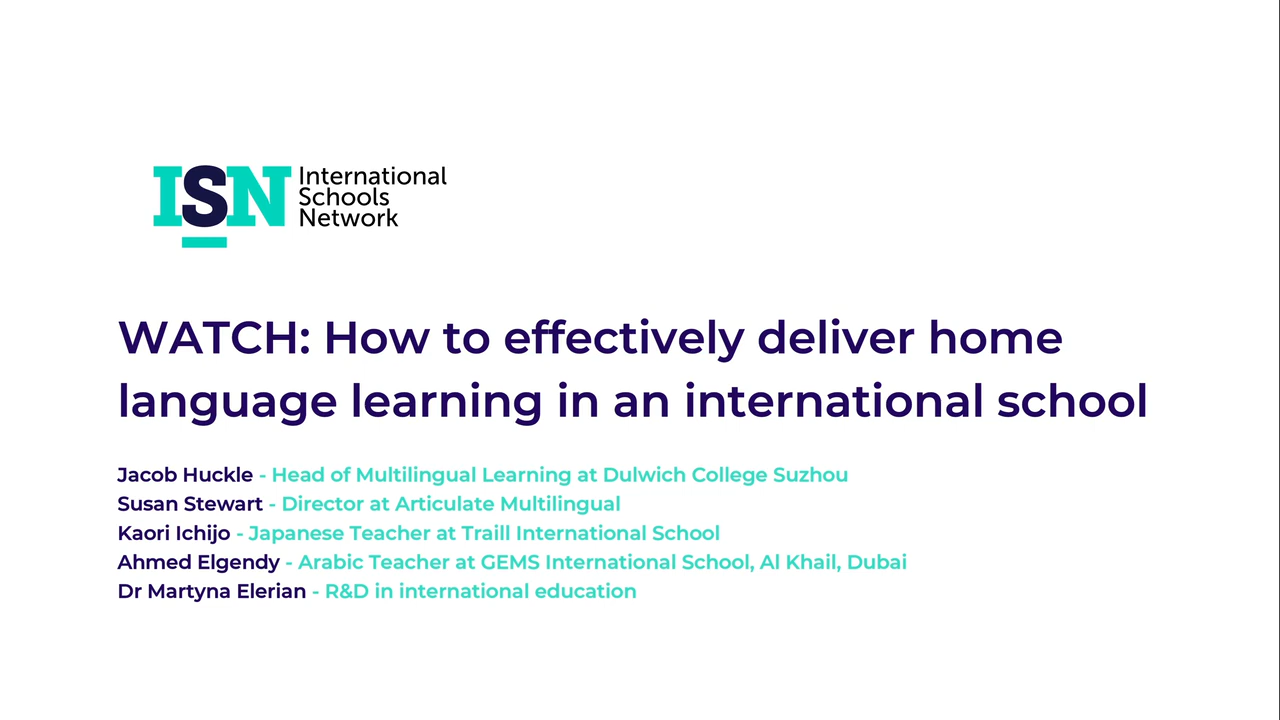 ISN
International
Schools
Network
WATCH: How to effectively deliver home
language learning in an international school
Jacob Huckle - Head of Multilingual Learning at Dulwich College Suzhou
Susan Stewart - Director at Articulate Multilingual
Kaori Ichijo - Japanese Teacher at Traill International School
Ahmed Elgendy - Arabic Teacher at GEMS International School, Al Khail, Dubai
Dr Martyna Elerian - R&D in international education